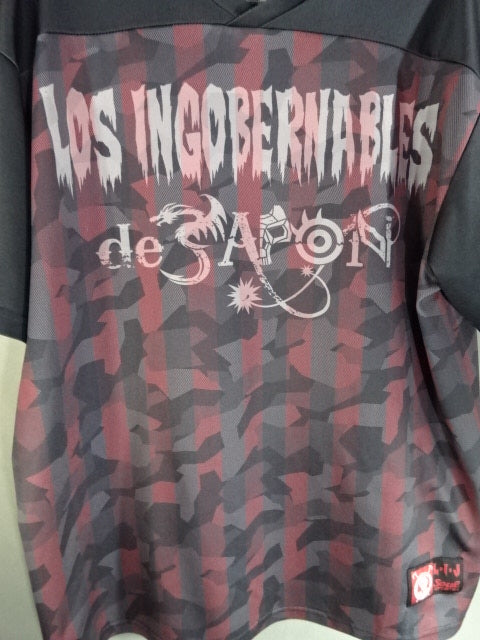 LOS INGOBERNABLES
de JAPON
L・I・J